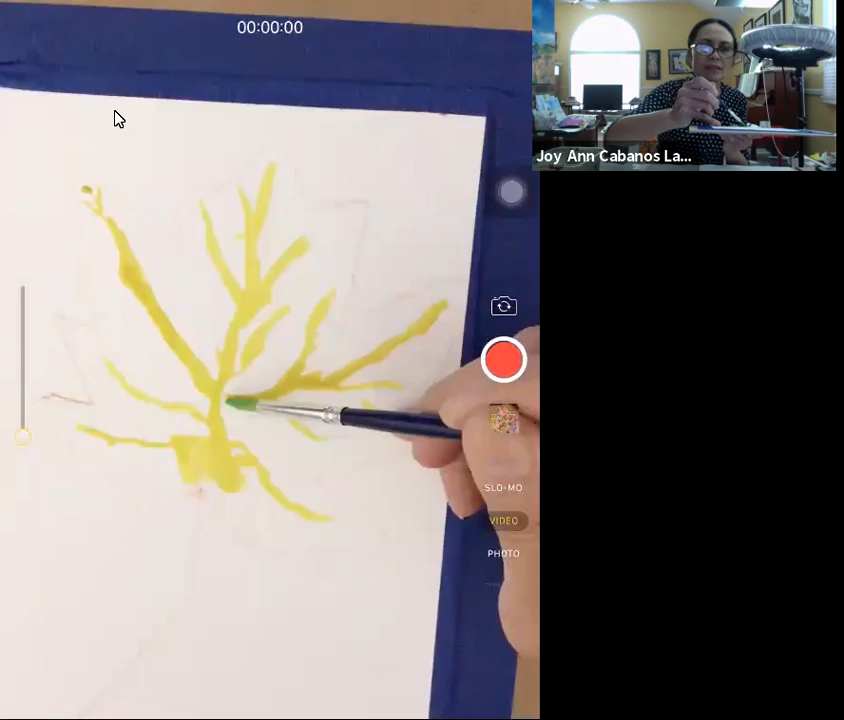 00:00:00
Joy Ann Cabanos La...
SLO-MO
VIDEO
PHOTO